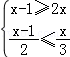 x-1⩾2x
x-1/2 ⩽ x/3